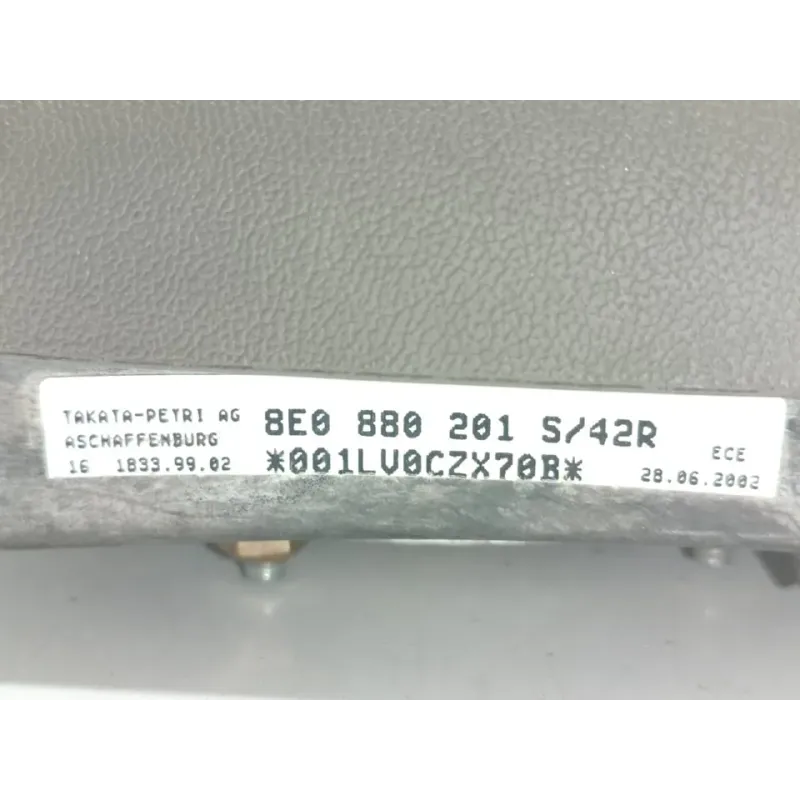 TAKATA-PETRI AG
ASCHAFFENBURG
16 1833.99.02
8E0 880 201 S/42R
*001LV0CZX70B*
ECE
28.06.2002